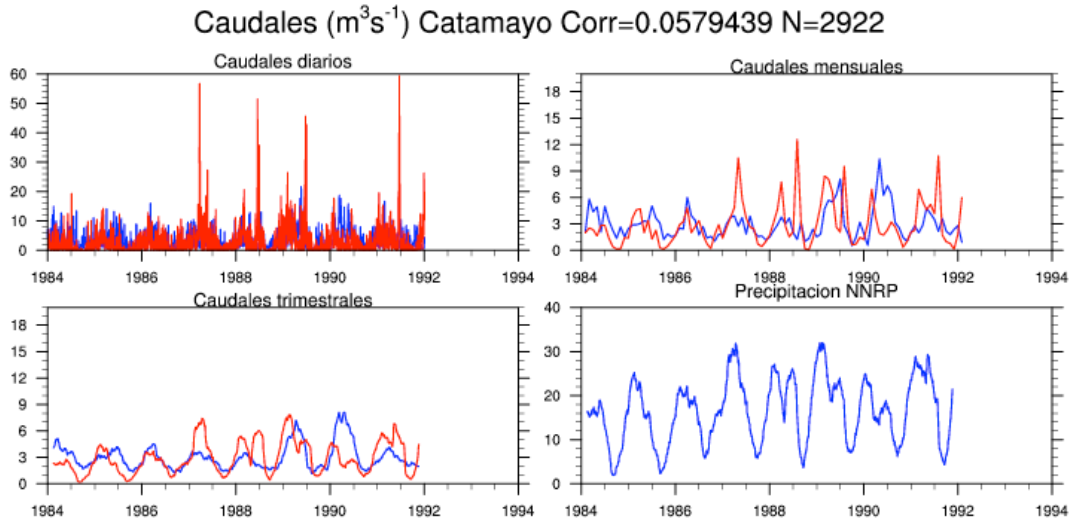 Caudales (m³s⁻¹) Catamayo Corr=0.0579439 N=2922
Caudales diarios
60
50
40
30
20
10
0
1984 1986 1988 1990 1992 1994
Caudales mensuales
18
15
12
9
6
3
0
1984 1986 1988 1990 1992 1994
Caudales trimestrales
18
15
12
9
6
3
0
1984 1986 1988 1990 1992 1994
Precipitacion NNRP
40
30
20
10
0
1984 1986 1988 1990 1992 1994